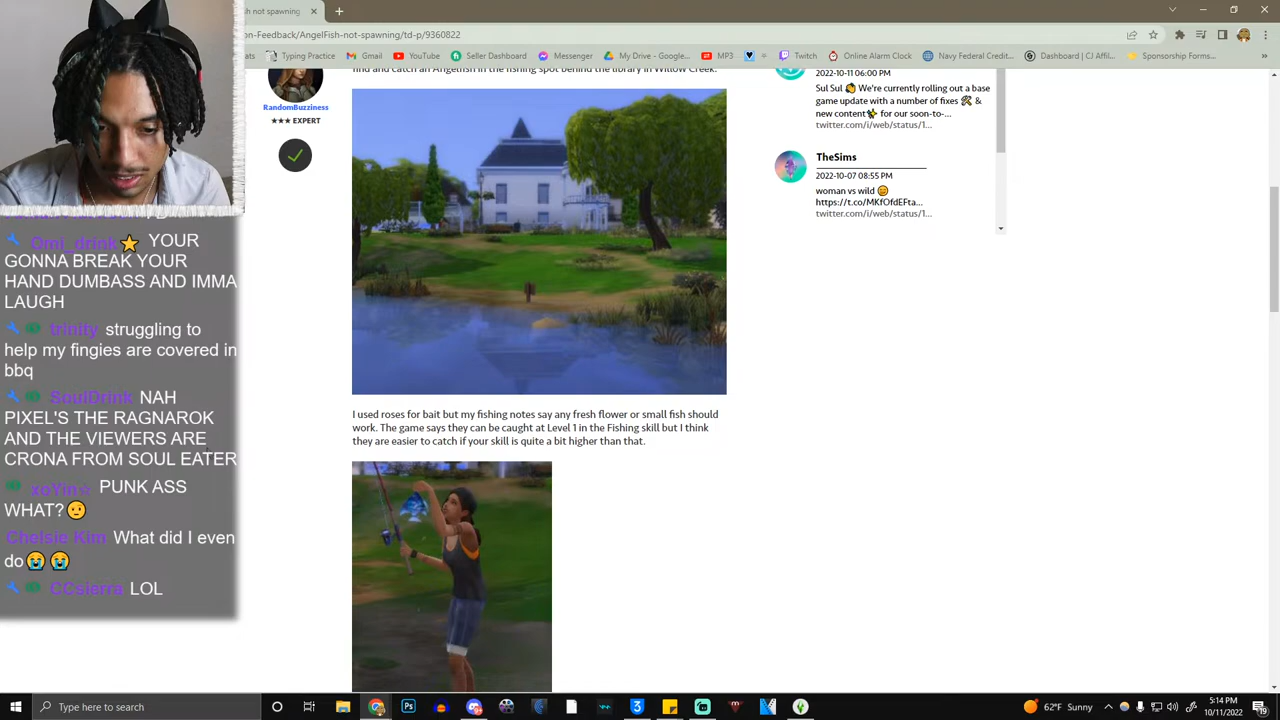 sh not spawning
on-Feedback/AngelFish-not-spawning/td-p/9360822
ats Typing Practice Gmail YouTube Seller Dashboard Messenger My Drive - Google... MP3 Twitch Online Alarm Clock Navy Federal Credit... Dashboard | CJ Affili... Sponsorship Forms...
find and catch an Angelfish in the fishing spot behind the library in Willow Creek.
RandomBuzziness
★★★ EXPERT
2022-10-11 06:00 PM
Sul Sul 👋 We're currently rolling out a base
game update with a number of fixes 🛠 &
new content✨ for our soon-to-...
twitter.com/i/web/status/1...
TheSims
2022-10-07 08:55 PM
woman vs wild 😊
https://t.co/MKfOfdEFta...
twitter.com/i/web/status/1...
I used roses for bait but my fishing notes say any fresh flower or small fish should
work. The game says they can be caught at Level 1 in the Fishing skill but I think
they are easier to catch if your skill is quite a bit higher than that.
Omi_drink⭐ YOUR
GONNA BREAK YOUR
HAND DUMBASS AND IMMA
LAUGH
trinity struggling to
help my fingies are covered in
bbq
SoulDrink NAH
PIXEL'S THE RAGNAROK
AND THE VIEWERS ARE
CRONA FROM SOUL EATER
xoYin☆ PUNK ASS
WHAT?🫤
Chelsie Kim What did I even
do😭😭
CCsierra LOL
Type here to search
62°F Sunny
5:14 PM
10/11/2022